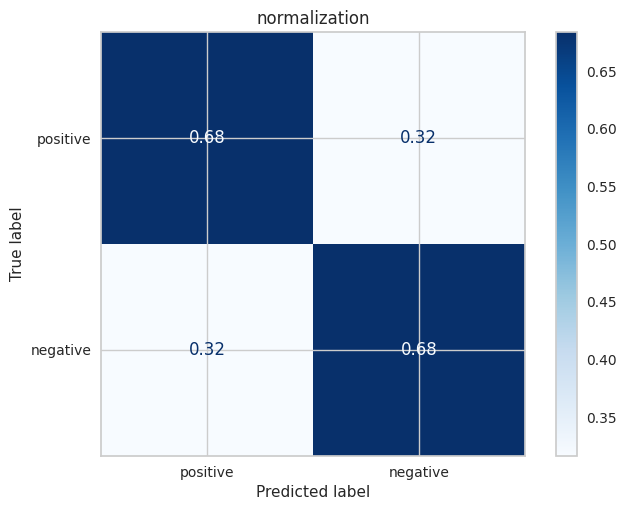 normalization
True label
positive
0.68
0.32
negative
0.32
0.68
positive
negative
Predicted label
0.65
0.60
0.55
0.50
0.45
0.40
0.35